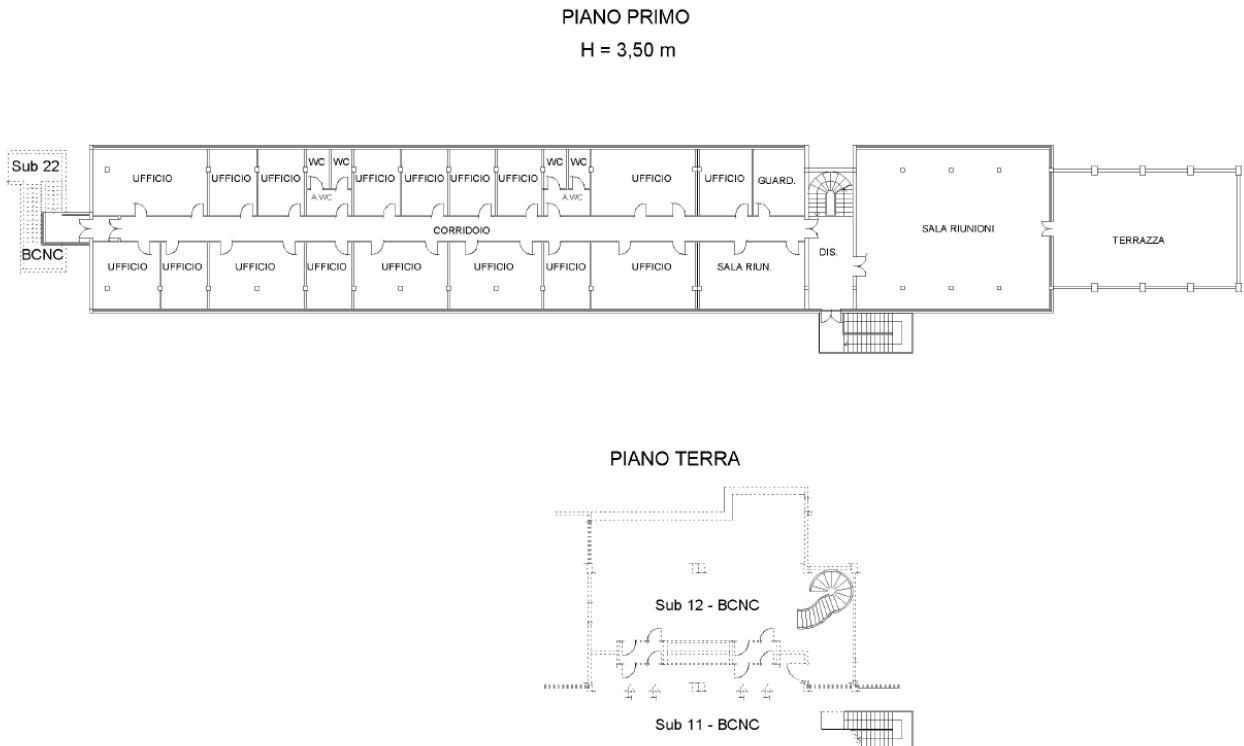 PIANO PRIMO
H = 3,50 m
Sub 22
BCNC
WC WC WC WC
UFFICIO UFFICIO UFFICIO UFFICIO UFFICIO UFFICIO UFFICIO UFFICIO UFFICIO GUARD.
A.WC A.WC
CORRIDOIO
SALA RIUNIONI
TERRAZZA
DIS.
UFFICIO UFFICIO UFFICIO UFFICIO UFFICIO UFFICIO UFFICIO UFFICIO SALA RIUN.
PIANO TERRA
Sub 12 - BCNC
Sub 11 - BCNC